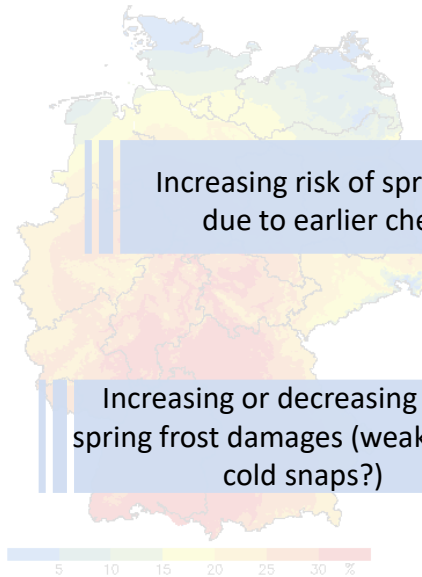 Increasing risk of spr
due to earlier che
Increasing or decreasing
spring frost damages (weak
cold snaps?)
5 10 15 20 25 30 %